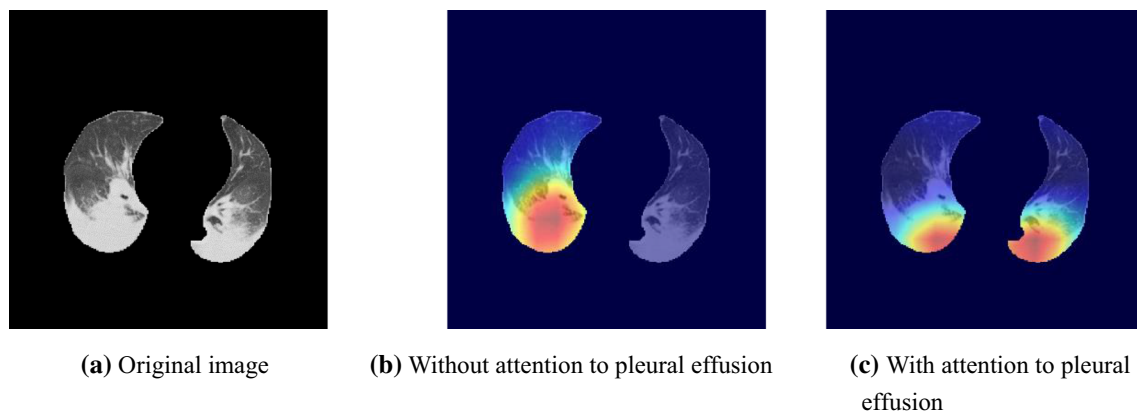 (a) Original image
(b) Without attention to pleural effusion
(c) With attention to pleural
effusion